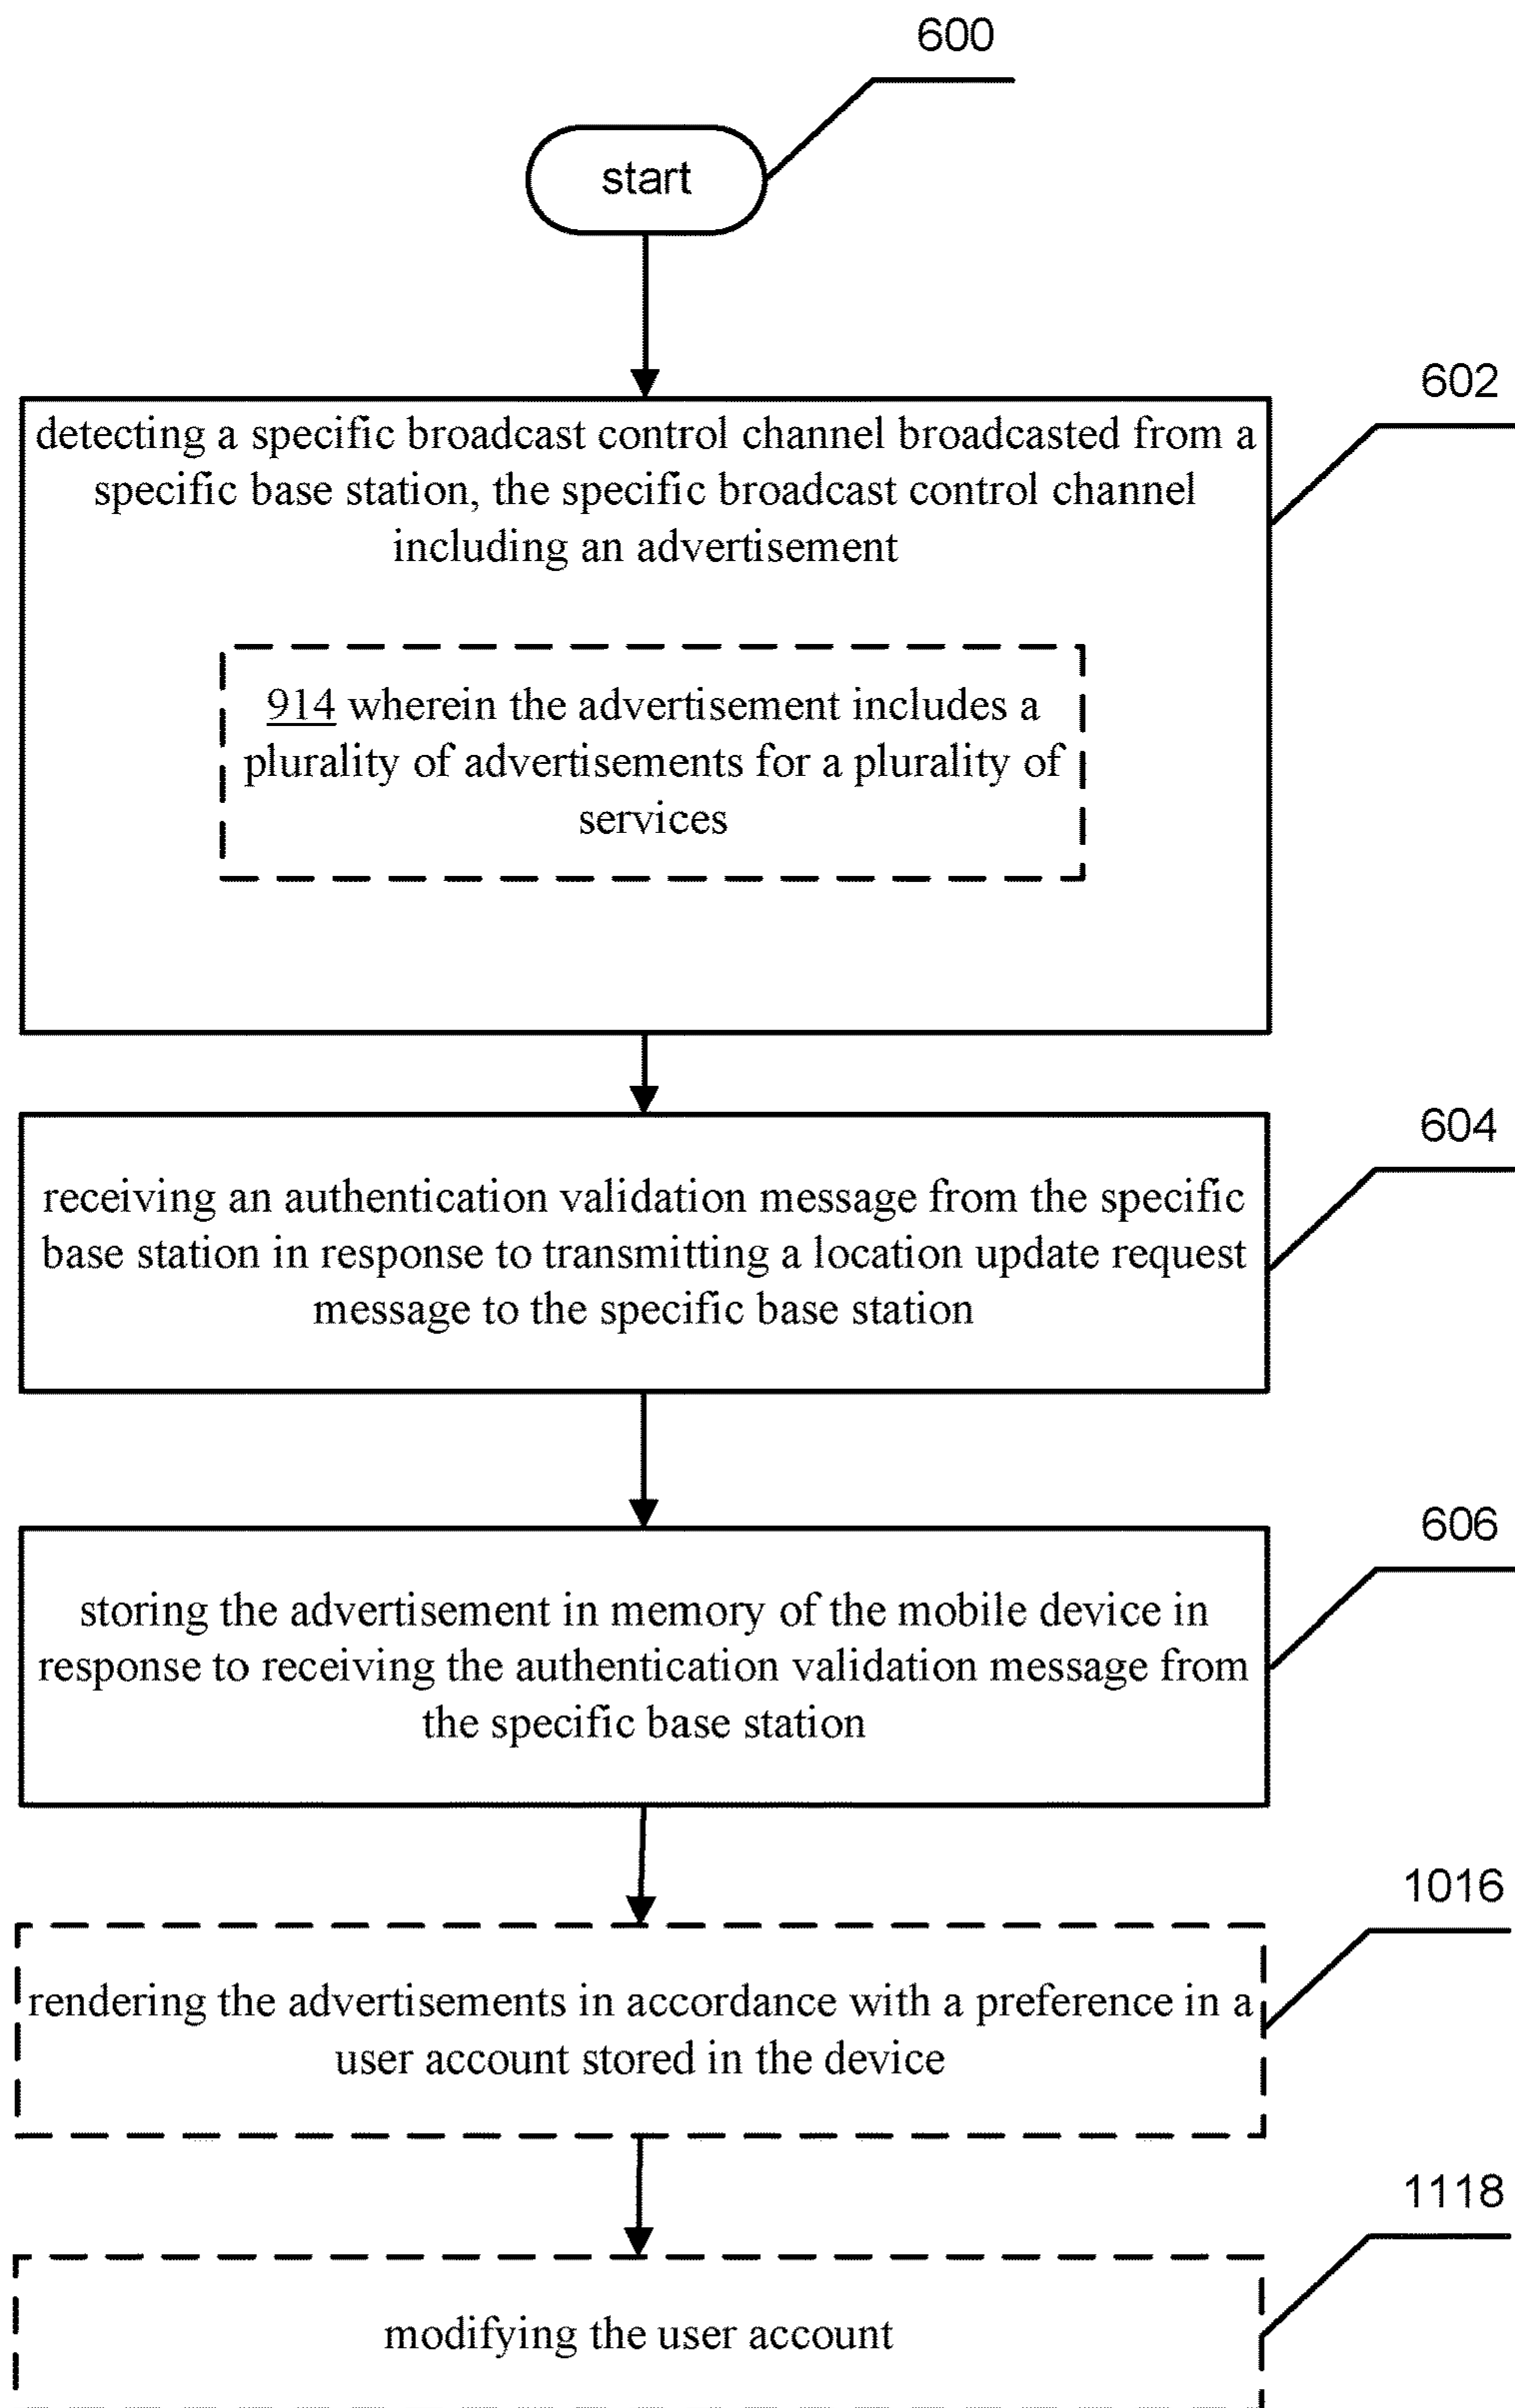 600
start
602
detecting a specific broadcast control channel broadcasted from a
specific base station, the specific broadcast control channel
including an advertisement
914 wherein the advertisement includes a
plurality of advertisements for a plurality of
services
604
receiving an authentication validation message from the specific
base station in response to transmitting a location update request
message to the specific base station
606
storing the advertisement in memory of the mobile device in
response to receiving the authentication validation message from
the specific base station
1016
rendering the advertisements in accordance with a preference in a
user account stored in the device
1118
modifying the user account